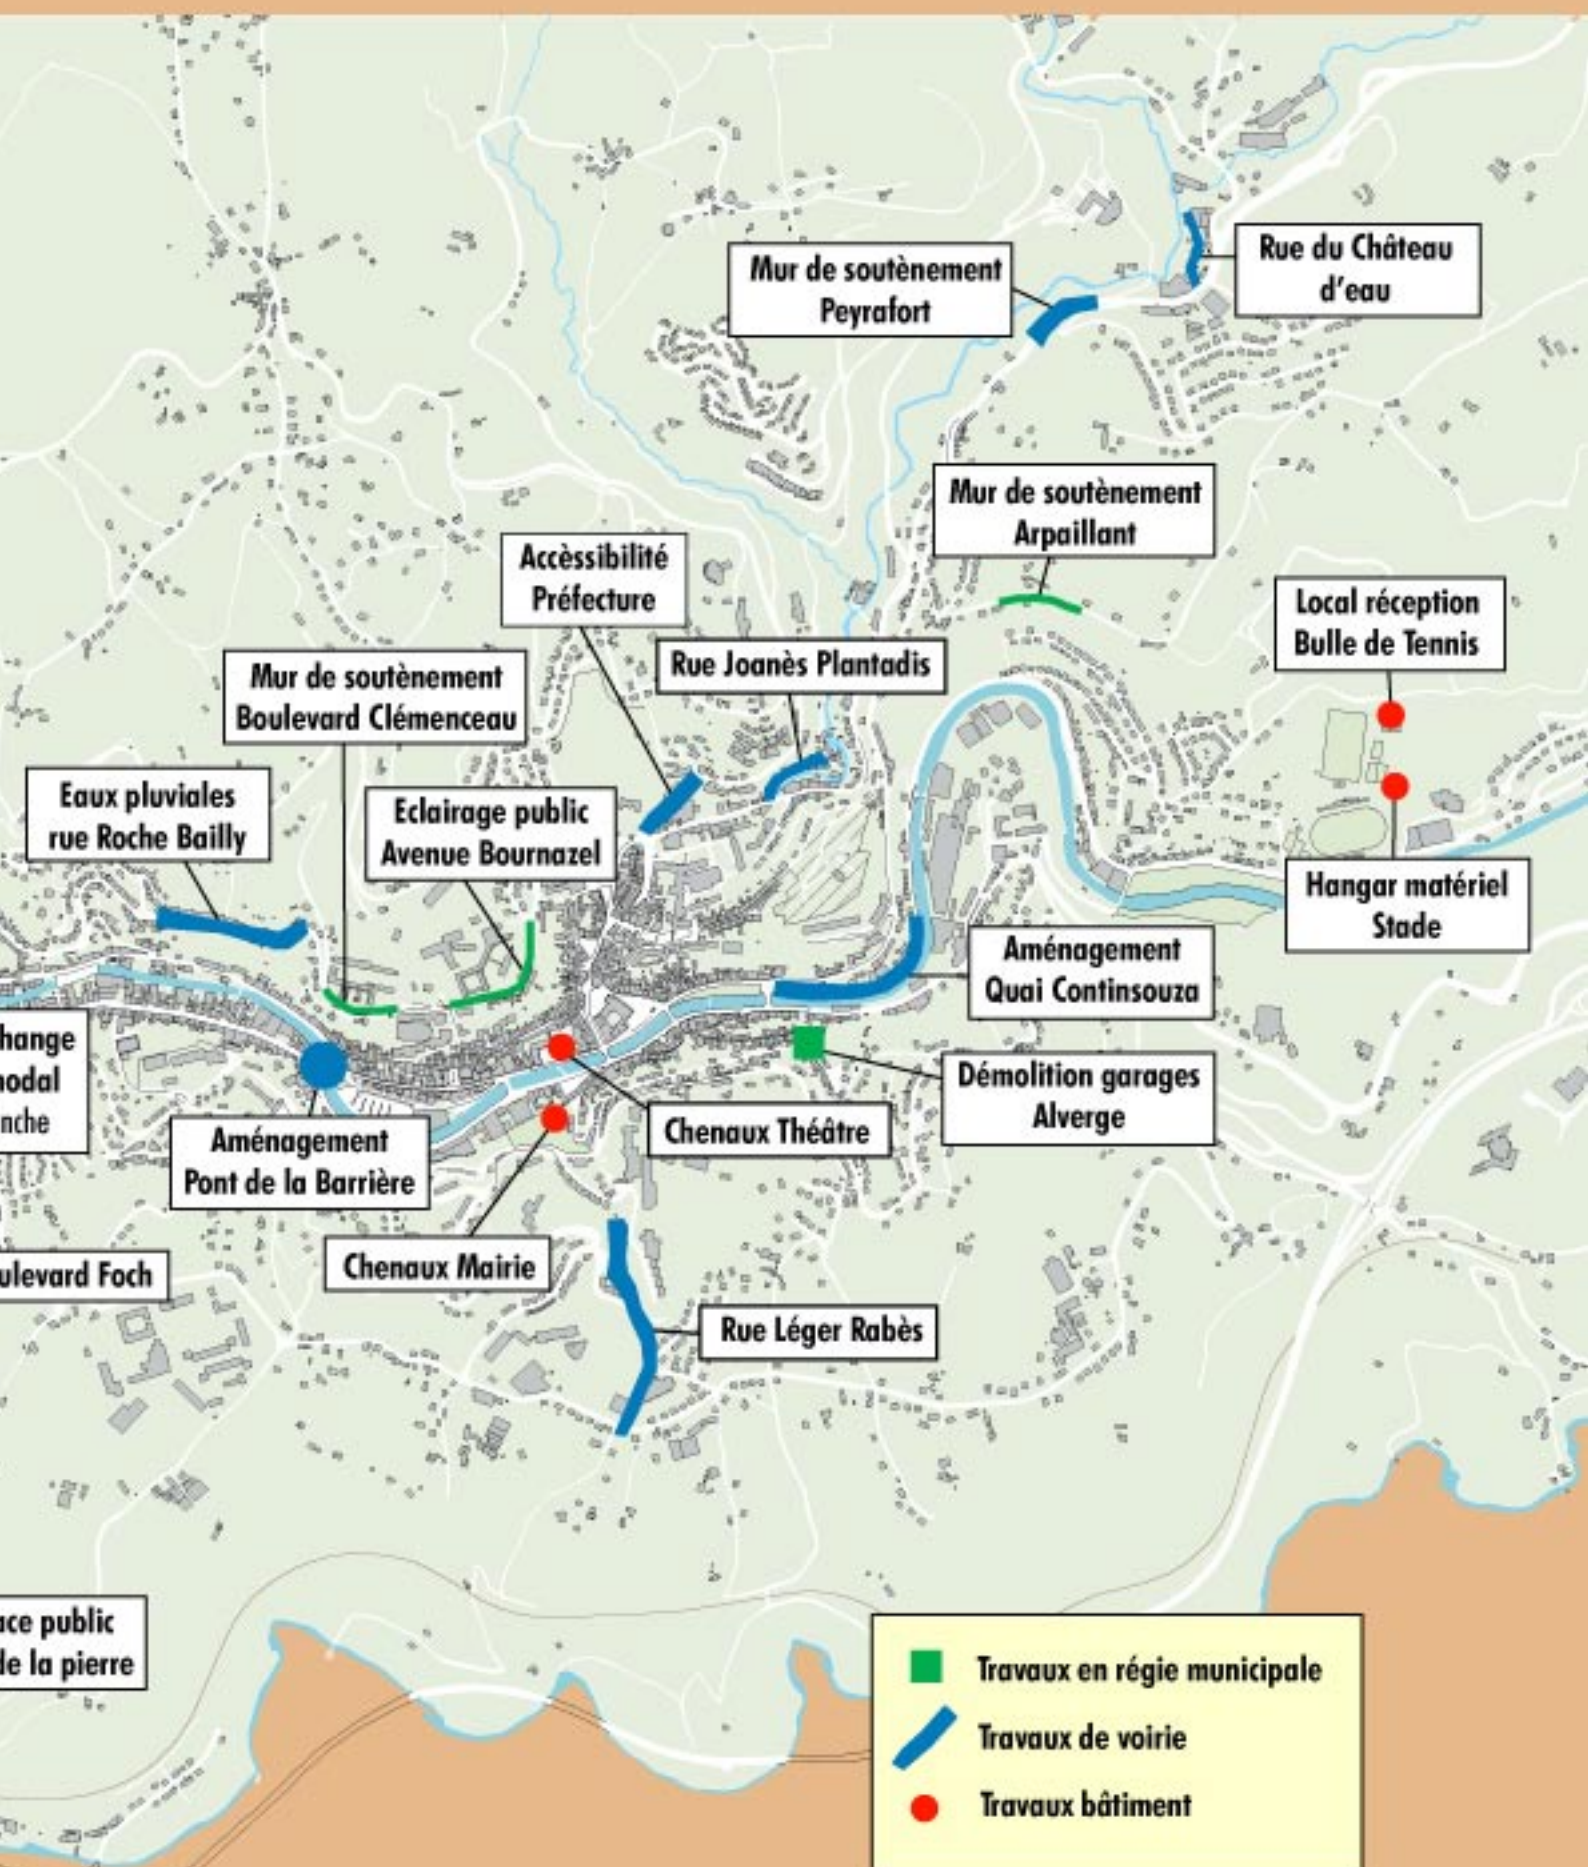 Rue du Château
d'eau
Mur de soutènement
Peyrafort
Mur de soutènement
Arpaillant
Accèssibilité
Préfecture
Local réception
Bulle de Tennis
Rue Joanès Plantadis
Mur de soutènement
Boulevard Clémenceau
Eaux pluviales
rue Roche Bailly
Eclairage public
Avenue Bournazel
Hangar matériel
Stade
Aménagement
Quai Continsouza
hange
nodal
nche
Démolition garages
Alverge
Chenaux Théâtre
Aménagement
Pont de la Barrière
Chenaux Mairie
ulevard Foch
Rue Léger Rabès
ace public
de la pierre
Travaux en régie municipale
Travaux de voirie
Travaux bâtiment